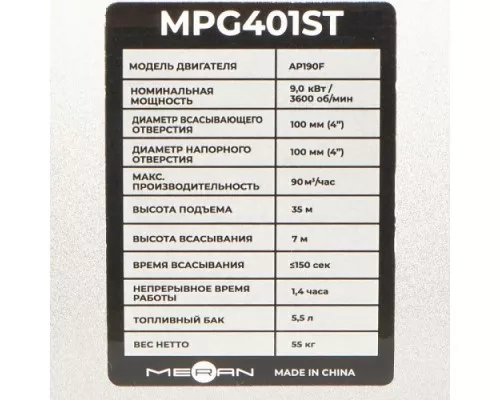 MPG401ST
МОДЕЛЬ ДВИГАТЕЛЯ AP190F
НОМИНАЛЬНАЯ
МОЩНОСТЬ
9,0 кВт /
3600 об/мин
ДИАМЕТР ВСАСЫВАЮЩЕГО
ОТВЕРСТИЯ
100 мм (4”)
ДИАМЕТР НАПОРНОГО
ОТВЕРСТИЯ
100 мм (4”)
МАКС.
ПРОИЗВОДИТЕЛЬНОСТЬ
90 м³/час
ВЫСОТА ПОДЪЕМА 35 м
ВЫСОТА ВСАСЫВАНИЯ 7 м
ВРЕМЯ ВСАСЫВАНИЯ ≤150 сек
НЕПРЕРЫВНОЕ ВРЕМЯ
РАБОТЫ
1,4 часа
ТОПЛИВНЫЙ БАК 5,5 л
ВЕС НЕТТО 55 кг
MERAN MADE IN CHINA